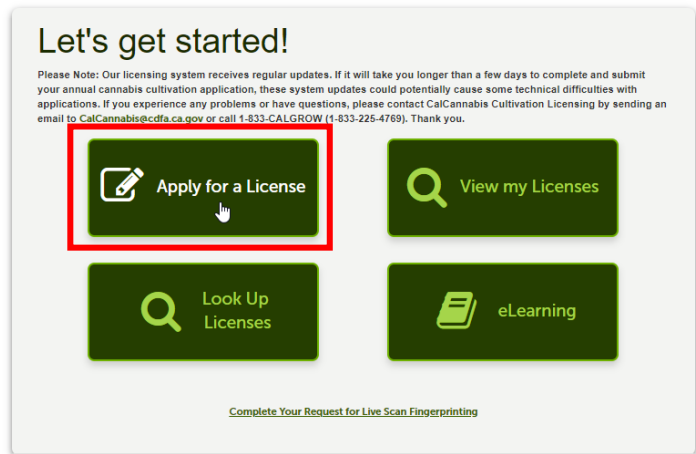 Let's get started!
Please Note: Our licensing system receives regular updates. If it will take you longer than a few days to complete and submit
your annual cannabis cultivation application, these system updates could potentially cause some technical difficulties with
applications. If you experience any problems or have questions, please contact CalCannabis Cultivation Licensing by sending an
email to CalCannabis@cdfa.ca.gov or call 1-833-CALGROW (1-833-225-4769). Thank you.
Apply for a License
View my Licenses
Look Up
Licenses
eLearning
Complete Your Request for Live Scan Fingerprinting